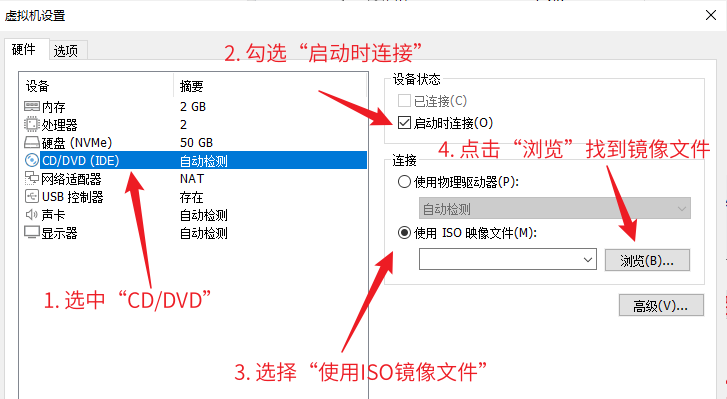 虚拟机设置
硬件 选项
2. 勾选“启动时连接”
设备 摘要
内存 2 GB
处理器 2
硬盘 (NVMe) 50 GB
CD/DVD (IDE) 自动检测
网络适配器 NAT
USB 控制器 存在
声卡 自动检测
显示器 自动检测
1. 选中“CD/DVD”
设备状态
已连接(C)
启动时连接(O)
4. 点击“浏览”找到镜像文件
连接
使用物理驱动器(P):
自动检测
使用 ISO 映像文件(M):
浏览(B)...
高级(V)...
3. 选择“使用ISO镜像文件”